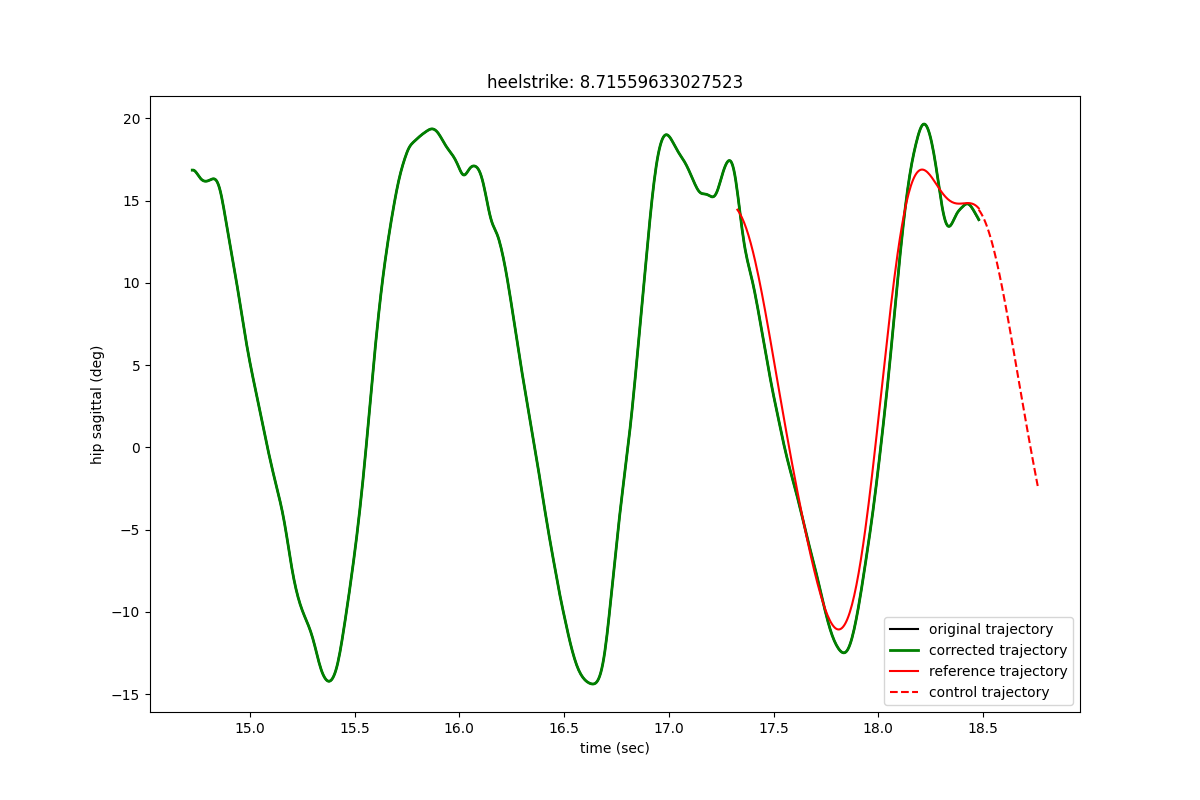 heelstrike: 8.71559633027523
20
15
10
5
0
−5
−10
−15
hip sagittal (deg)
15.0 15.5 16.0 16.5 17.0 17.5 18.0 18.5
time (sec)
original trajectory
corrected trajectory
reference trajectory
control trajectory